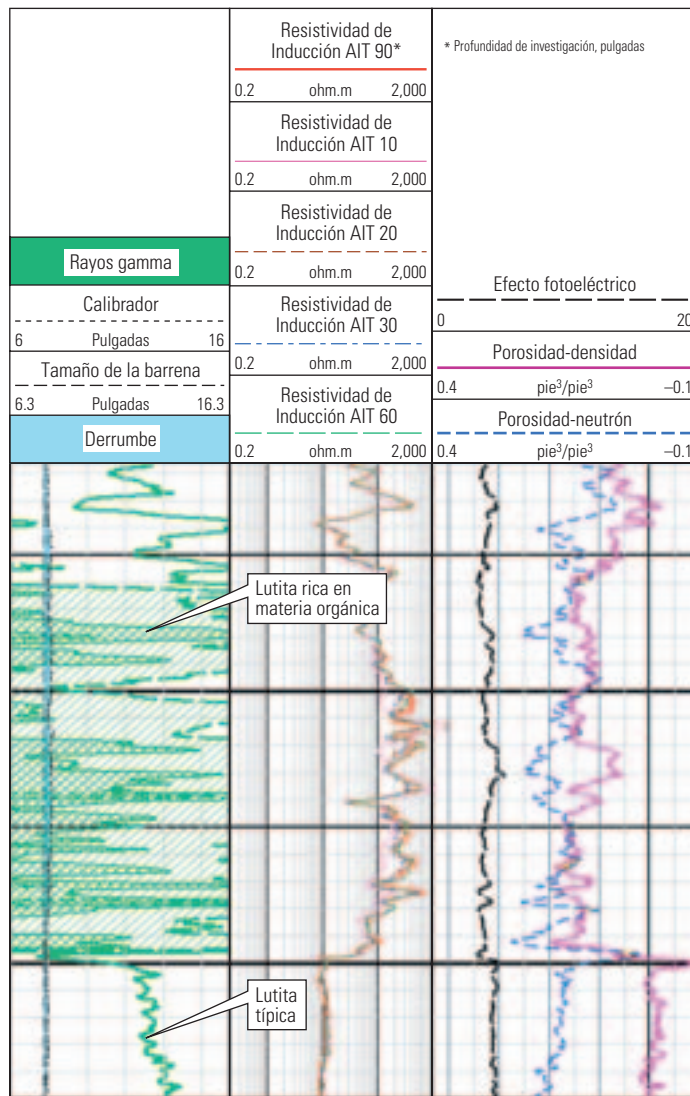 Rayos gamma
Calibrador
6 Pulgadas 16
Tamaño de la barrena
6.3 Pulgadas 16.3
Derrumbe
Resistividad de
Inducción AIT 90*
0.2 ohm.m 2,000
Resistividad de
Inducción AIT 10
0.2 ohm.m 2,000
Resistividad de
Inducción AIT 20
0.2 ohm.m 2,000
Resistividad de
Inducción AIT 30
0.2 ohm.m 2,000
Resistividad de
Inducción AIT 60
0.2 ohm.m 2,000
* Profundidad de investigación, pulgadas
Efecto fotoeléctrico
0 20
Porosidad-densidad
0.4 pie³/pie³ –0.1
Porosidad-neutrón
0.4 pie³/pie³ –0.1
Lutita rica en
materia orgánica
Lutita
típica